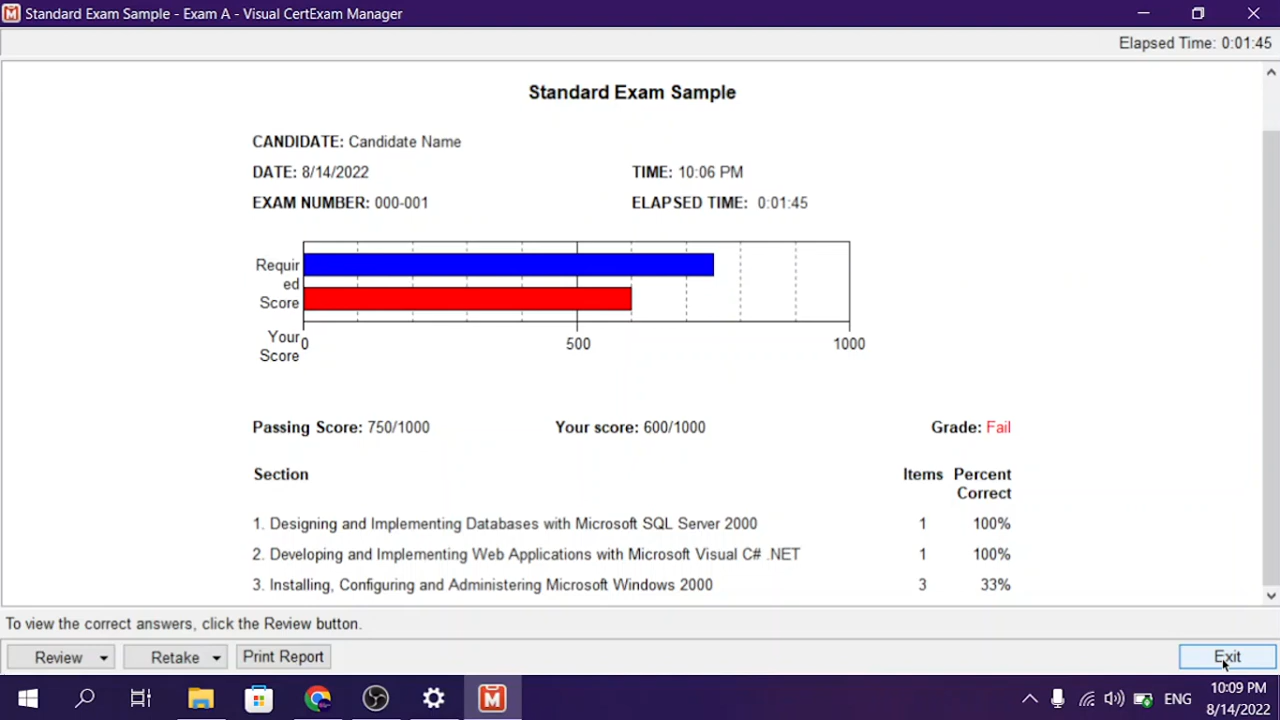 Standard Exam Sample - Exam A - Visual CertExam Manager
Elapsed Time: 0:01:45
Standard Exam Sample
CANDIDATE: Candidate Name
DATE: 8/14/2022 TIME: 10:06 PM
EXAM NUMBER: 000-001 ELAPSED TIME: 0:01:45
Requir
ed
Score
Your
Score
0 500 1000
Passing Score: 750/1000 Your score: 600/1000 Grade: Fail
Section Items Percent
Correct
1. Designing and Implementing Databases with Microsoft SQL Server 2000 1 100%
2. Developing and Implementing Web Applications with Microsoft Visual C# .NET 1 100%
3. Installing, Configuring and Administering Microsoft Windows 2000 3 33%
To view the correct answers, click the Review button.
Review Retake Print Report Exit
ENG 10:09 PM
8/14/2022